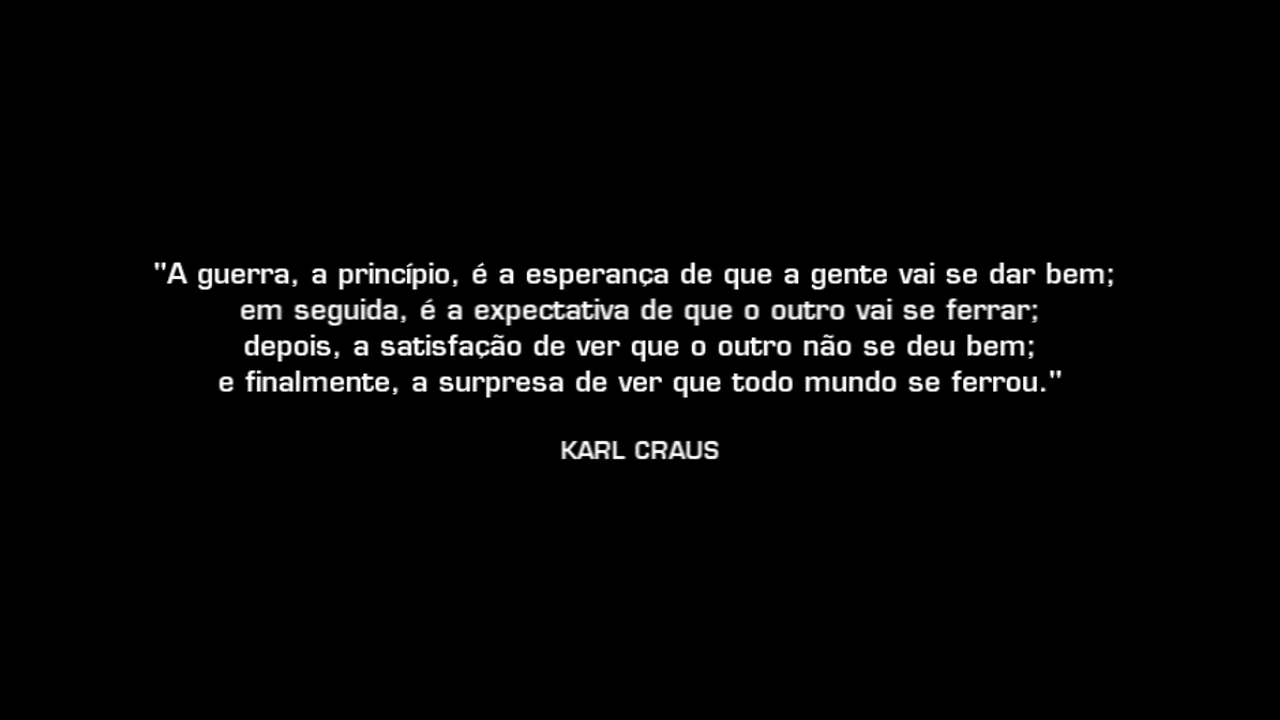 "A guerra, a princípio, é a esperança de que a gente vai se dar bem;
em seguida, é a expectativa de que o outro vai se ferrar;
depois, a satisfação de ver que o outro não se deu bem;
e finalmente, a surpresa de ver que todo mundo se ferrou."
KARL CRAUS